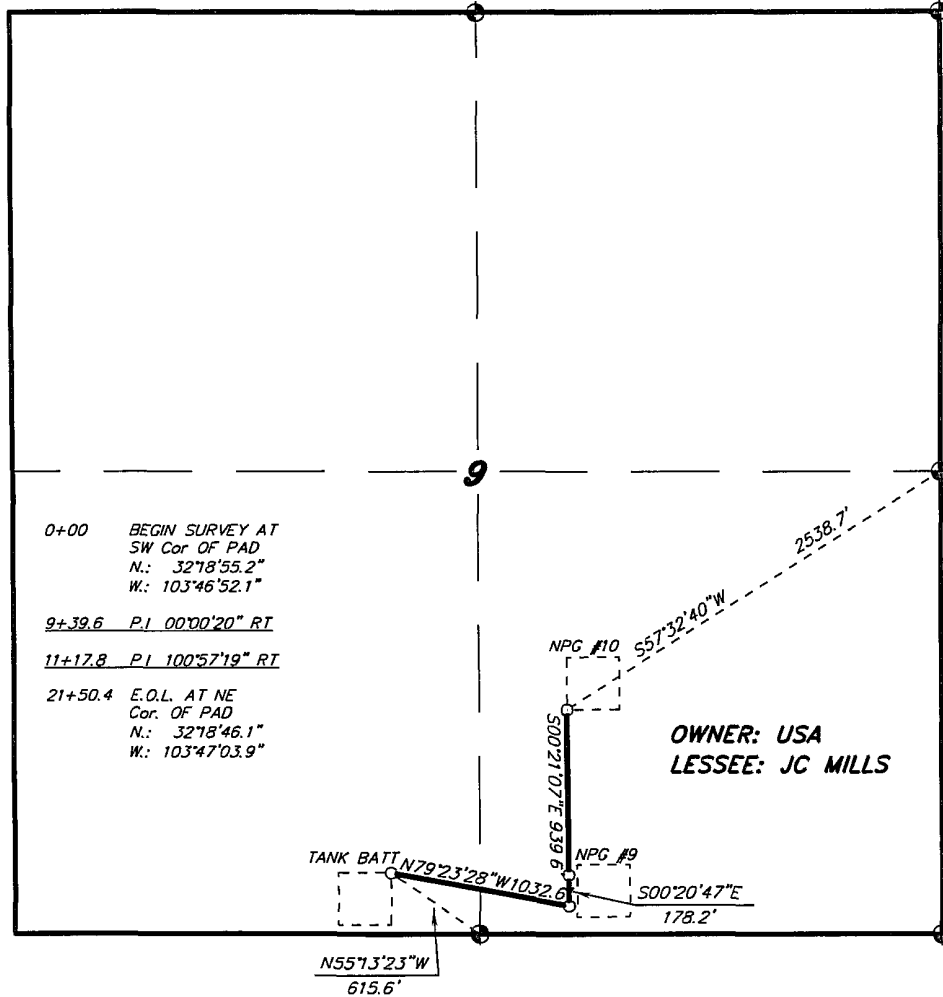 9
0+00 BEGIN SURVEY AT
SW Cor OF PAD
N.: 32°18'55.2"
W.: 103°46'52.1"
9+39.6 P.I 00°00'20" RT
11+17.8 P.I 100°57'19" RT
21+50.4 E.O.L. AT NE
Cor. OF PAD
N.: 32°18'46.1"
W.: 103°47'03.9"
2538.7'
S57°32'40"W
NPG #10
OWNER: USA
LESSEE: JC MILLS
S00°21'07"E 939.6
TANK BATT
N79°23'28"W 1032.6
NPG #9
S00°20'47"E
178.2'
N55°13'23"W
615.6'